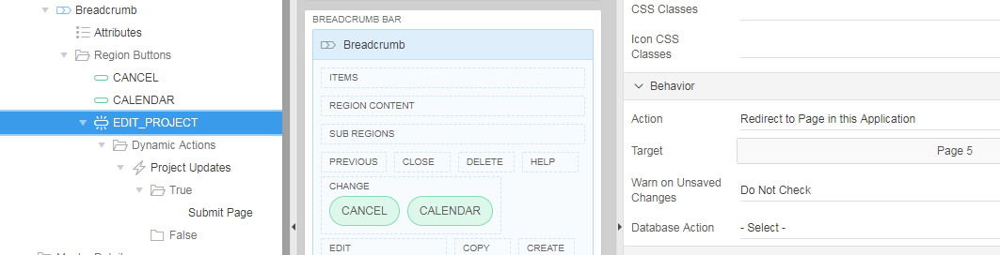 Breadcrumb
Attributes
Region Buttons
CANCEL
CALENDAR
EDIT_PROJECT
Dynamic Actions
Project Updates
True
Submit Page
False
BREADCRUMB BAR
Breadcrumb
ITEMS
REGION CONTENT
SUB REGIONS
PREVIOUS CLOSE DELETE HELP
CHANGE
CANCEL CALENDAR
EDIT COPY CREATE
CSS Classes
Icon CSS
Classes
Behavior
Action Redirect to Page in this Application
Target Page 5
Warn on Unsaved
Changes Do Not Check
Database Action - Select -